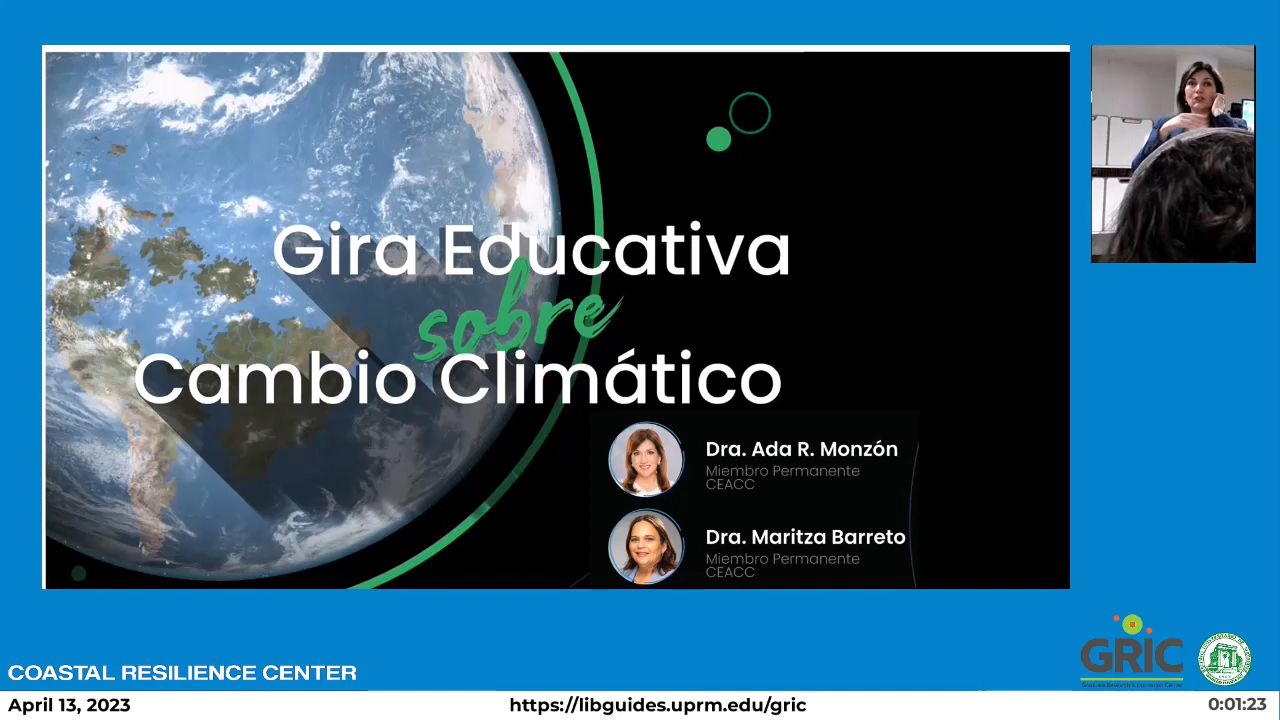 Gira Educativa
sobre
Cambio Climático
Dra. Ada R. Monzón
Miembro Permanente
CEACC
Dra. Maritza Barreto
Miembro Permanente
CEACC
GRIC
COASTAL RESILIENCE CENTER
April 13, 2023
https://libguides.uprm.edu/gric
0:01:23